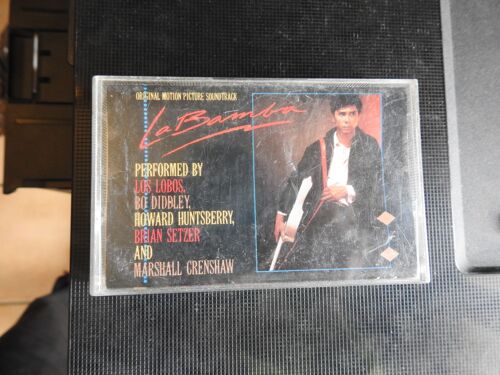 ORIGINAL MOTION PICTURE SOUNDTRACK
La Bamba
PERFORMED BY
LOS LOBOS,
BO DIDDLEY,
HOWARD HUNTSBERRY,
BRIAN SETZER
AND
MARSHALL CRENSHAW